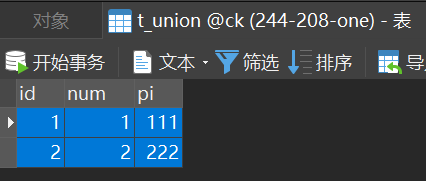 对象 t_union @ck (244-208-one) - 表
开始事务 文本 筛选 排序
id num pi
1 1 111
2 2 222